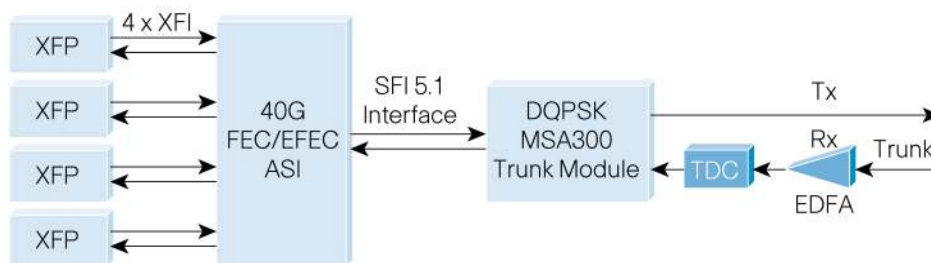 XFP
4 x XFI
XFP
XFP
XFP
40G
FEC/EFEC
ASI
SFI 5.1
Interface
DQPSK
MSA300
Trunk Module
Tx
Rx
Trunk
TDC
EDFA